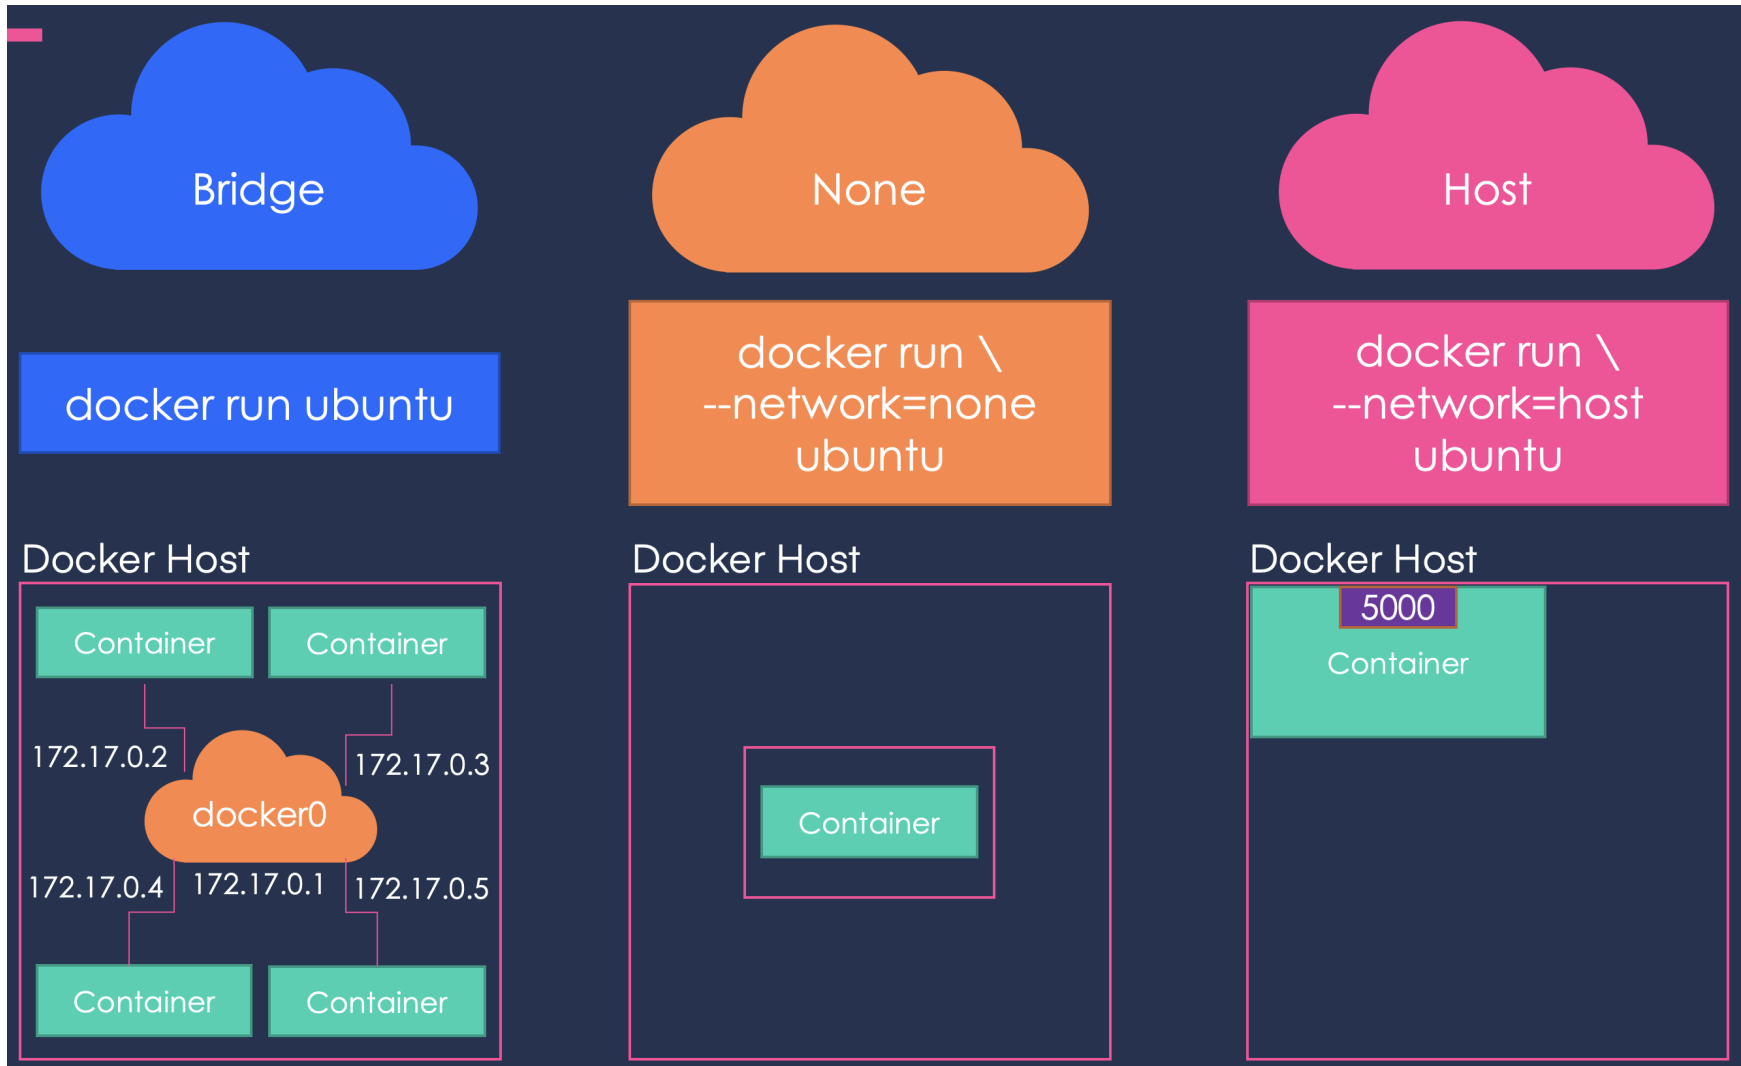 Bridge
None
Host
docker run ubuntu
docker run \
--network=none
ubuntu
docker run \
--network=host
ubuntu
Docker Host
Container
Container
172.17.0.2
172.17.0.3
docker0
172.17.0.4
172.17.0.1
172.17.0.5
Container
Container
Docker Host
Container
Docker Host
5000
Container